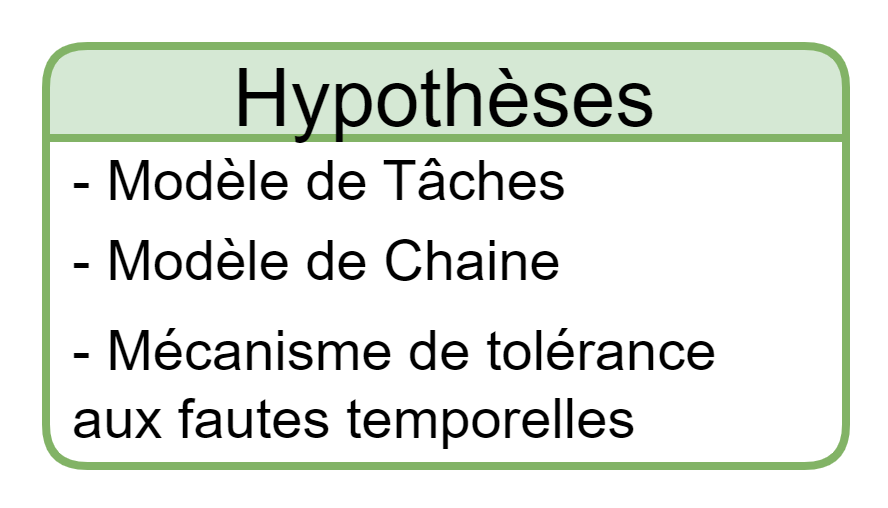 Hypothèses
- Modèle de Tâches
- Modèle de Chaine
- Mécanisme de tolérance
aux fautes temporelles